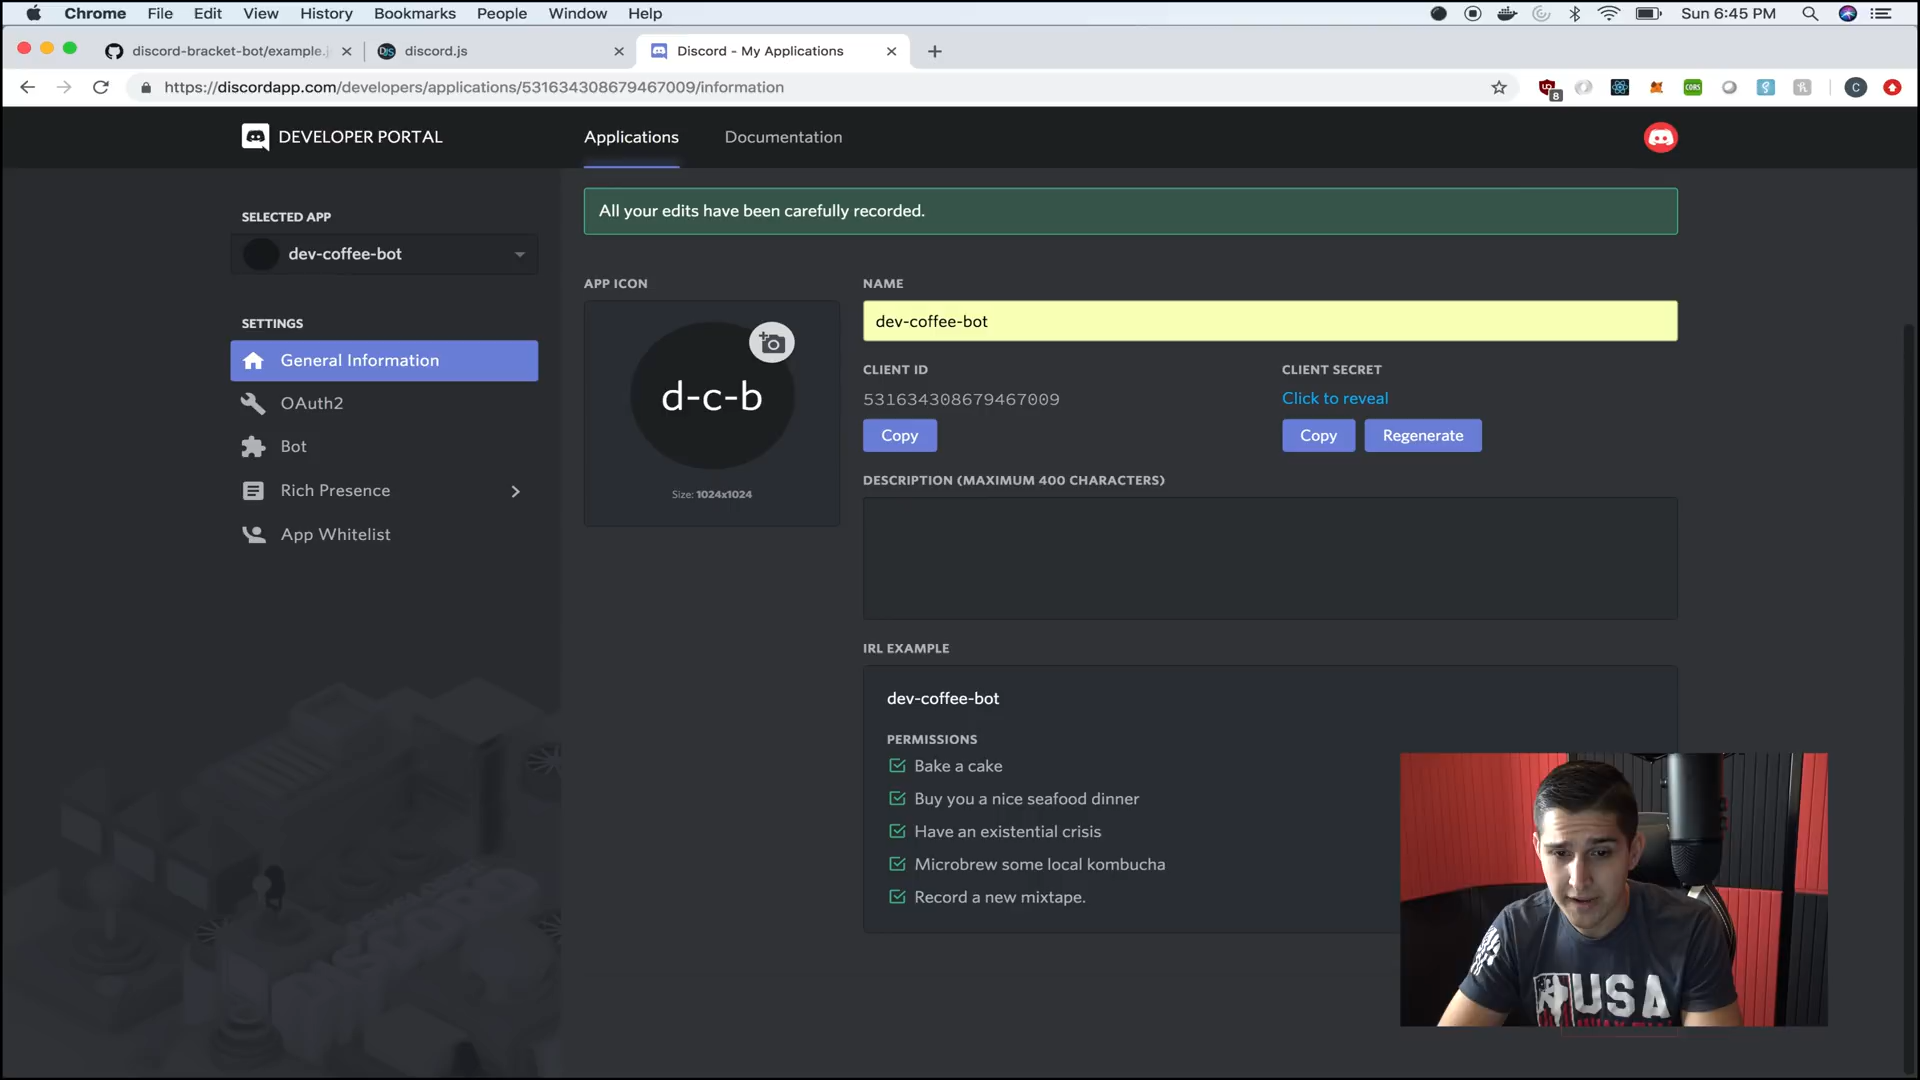 Chrome File Edit View History Bookmarks People Window Help Sun 6:45 PM
discord-bracket-bot/example.j discord.js Discord - My Applications
https://discordapp.com/developers/applications/531634308679467009/information
8 CORS C
DEVELOPER PORTAL Applications Documentation
SELECTED APP
dev-coffee-bot
SETTINGS
General Information
OAuth2
Bot
Rich Presence
App Whitelist
All your edits have been carefully recorded.
APP ICON
d-c-b
Size: 1024x1024
NAME
dev-coffee-bot
CLIENT ID
531634308679467009
Copy
CLIENT SECRET
Click to reveal
Copy Regenerate
DESCRIPTION (MAXIMUM 400 CHARACTERS)
IRL EXAMPLE
dev-coffee-bot
PERMISSIONS
Bake a cake
Buy you a nice seafood dinner
Have an existential crisis
Microbrew some local kombucha
Record a new mixtape.
USA